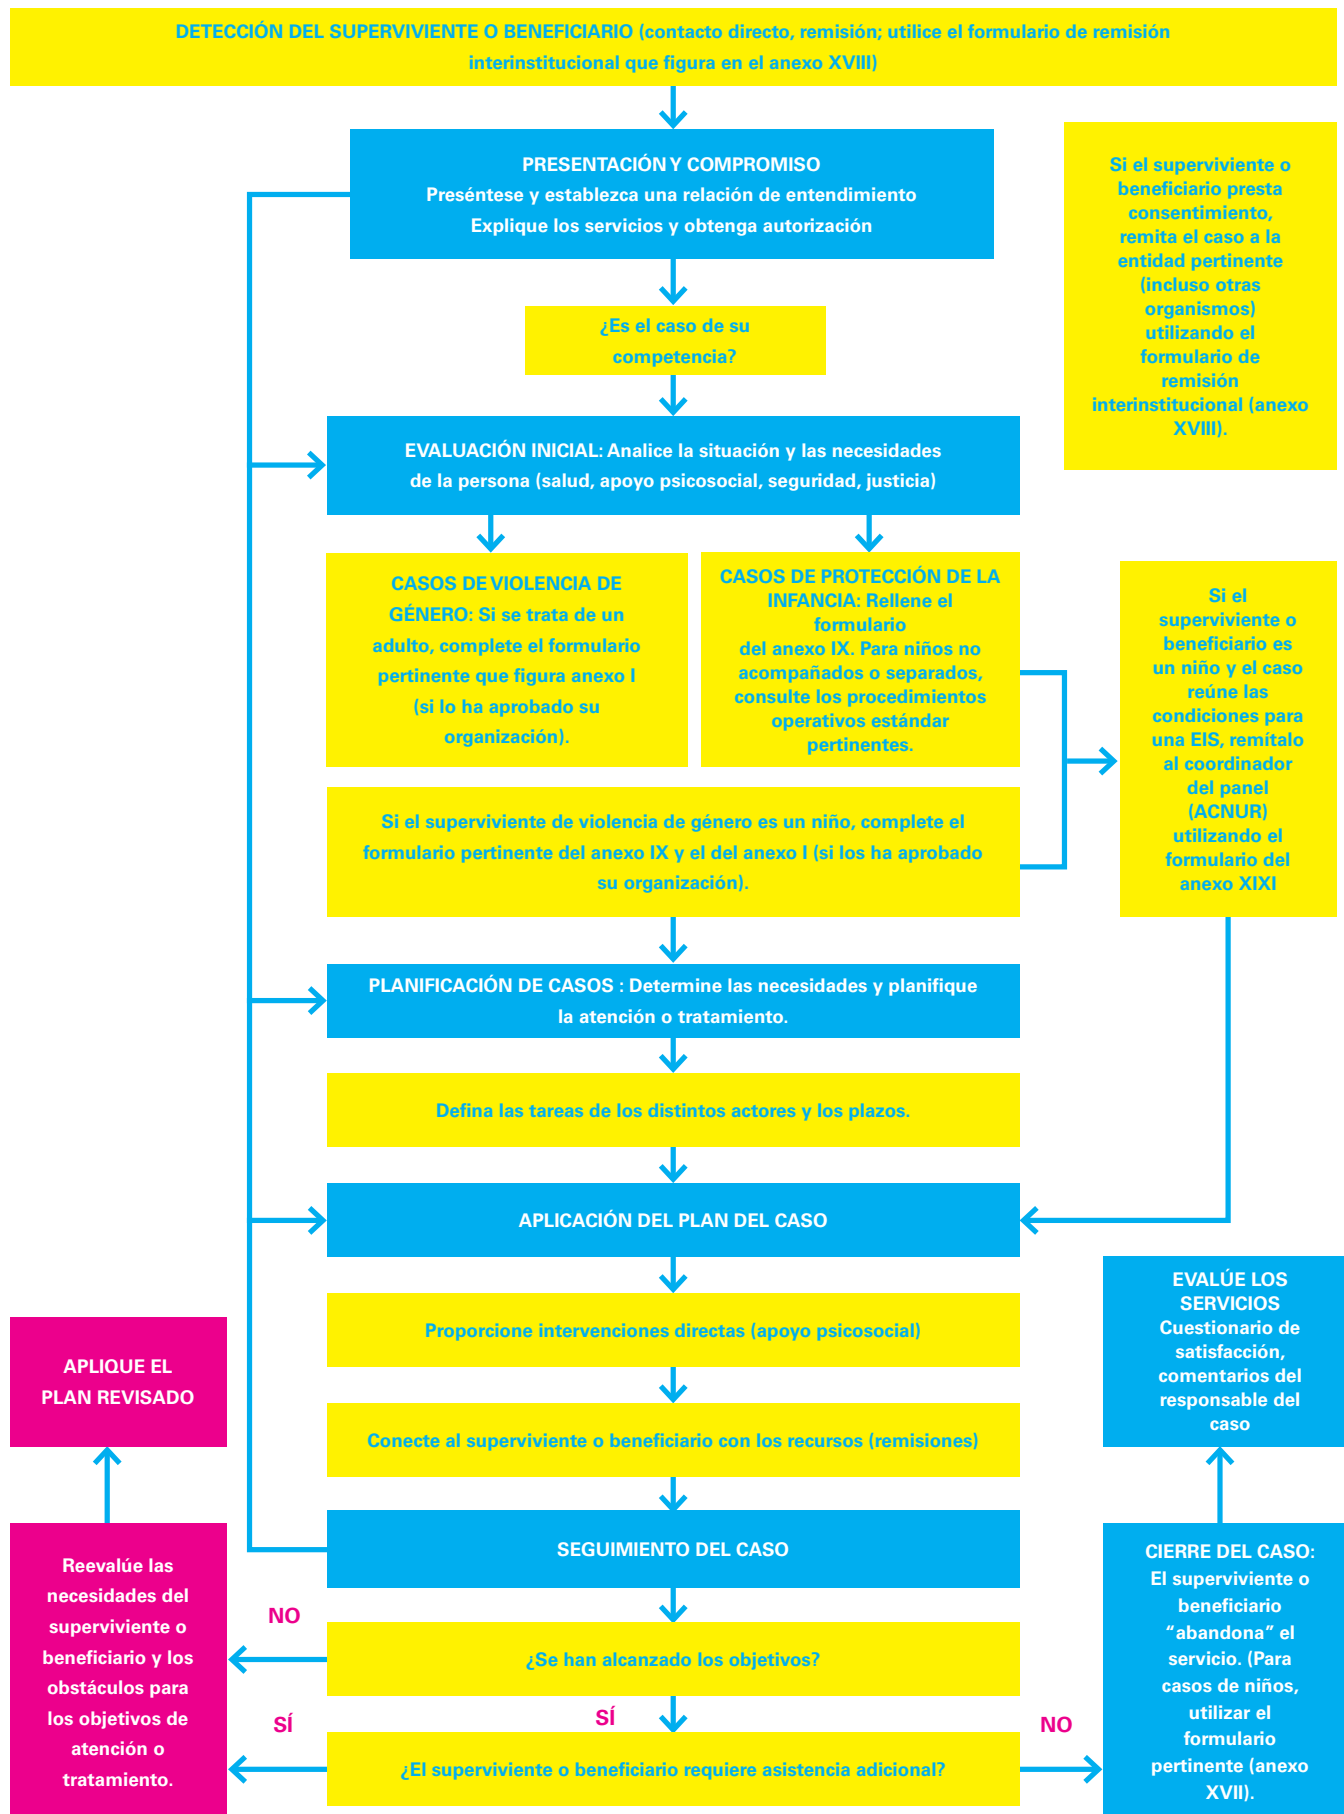 DETECCIÓN DEL SUPERVIVIENTE O BENEFICIARIO (contacto directo, remisión; utilice el formulario de remisión
interinstitucional que figura en el anexo XVIII)
PRESENTACIÓN Y COMPROMISO
Preséntese y establezca una relación de entendimiento
Explique los servicios y obtenga autorización
Si el superviviente o
beneficiario presta
consentimiento,
remita el caso a la
entidad pertinente
(incluso otras
organismos)
utilizando el
formulario de
remisión
interinstitucional (anexo
XVIII).
¿Es el caso de su
competencia?
EVALUACIÓN INICIAL: Analice la situación y las necesidades
de la persona (salud, apoyo psicosocial, seguridad, justicia)
CASOS DE VIOLENCIA DE
GÉNERO: Si se trata de un
adulto, complete el formulario
pertinente que figura anexo I
(si lo ha aprobado su
organización).
CASOS DE PROTECCIÓN DE LA
INFANCIA: Rellene el
formulario
del anexo IX. Para niños no
acompañados o separados,
consulte los procedimientos
operativos estándar
pertinentes.
Si el
superviviente o
beneficiario es
un niño y el caso
reúne las
condiciones para
una EIS, remítalo
al coordinador
del panel
(ACNUR)
utilizando el
formulario del
anexo XIXI
Si el superviviente de violencia de género es un niño, complete el
formulario pertinente del anexo IX y el del anexo I (si los ha aprobado
su organización).
PLANIFICACIÓN DE CASOS : Determine las necesidades y planifique
la atención o tratamiento.
Defina las tareas de los distintos actores y los plazos.
APLICACIÓN DEL PLAN DEL CASO
Proporcione intervenciones directas (apoyo psicosocial)
Conecte al superviviente o beneficiario con los recursos (remisiones)
SEGUIMIENTO DEL CASO
APLIQUE EL
PLAN REVISADO
EVALÚE LOS
SERVICIOS
Cuestionario de
satisfacción,
comentarios del
responsable del
caso
Reevalúe las
necesidades del
superviviente o
beneficiario y los
obstáculos para
los objetivos de
atención o
tratamiento.
NO
¿Se han alcanzado los objetivos?
SÍ
SÍ
¿El superviviente o beneficiario requiere asistencia adicional?
NO
CIERRE DEL CASO:
El superviviente o
beneficiario
“abandona” el
servicio. (Para
casos de niños,
utilizar el
formulario
pertinente (anexo
XVII).